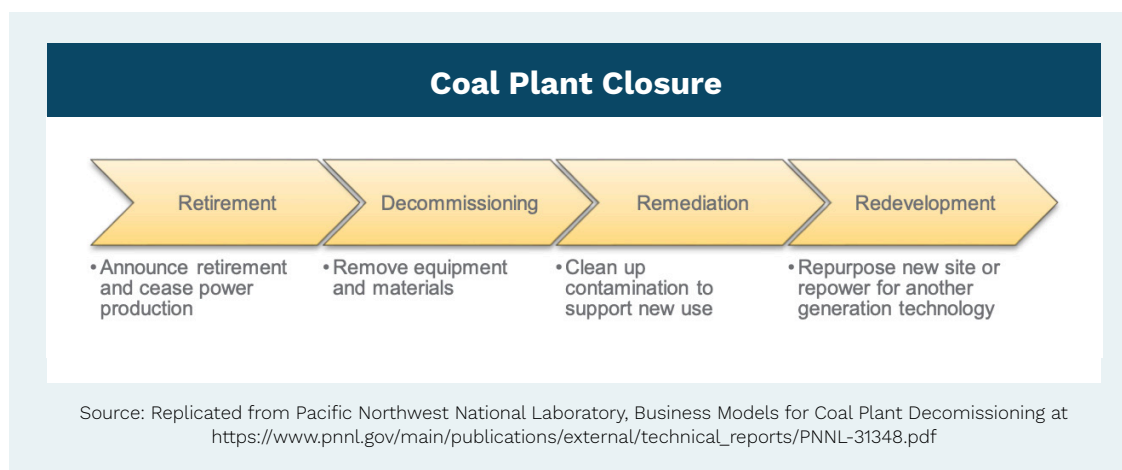 Coal Plant Closure
Retirement
Decommissioning
Remediation
Redevelopment
• Announce retirement
and cease power
production
• Remove equipment
and materials
• Clean up
contamination to
support new use
• Repurpose new site or
repower for another
generation technology
Source: Replicated from Pacific Northwest National Laboratory, Business Models for Coal Plant Decomissioning at
https://www.pnnl.gov/main/publications/external/technical_reports/PNNL-31348.pdf